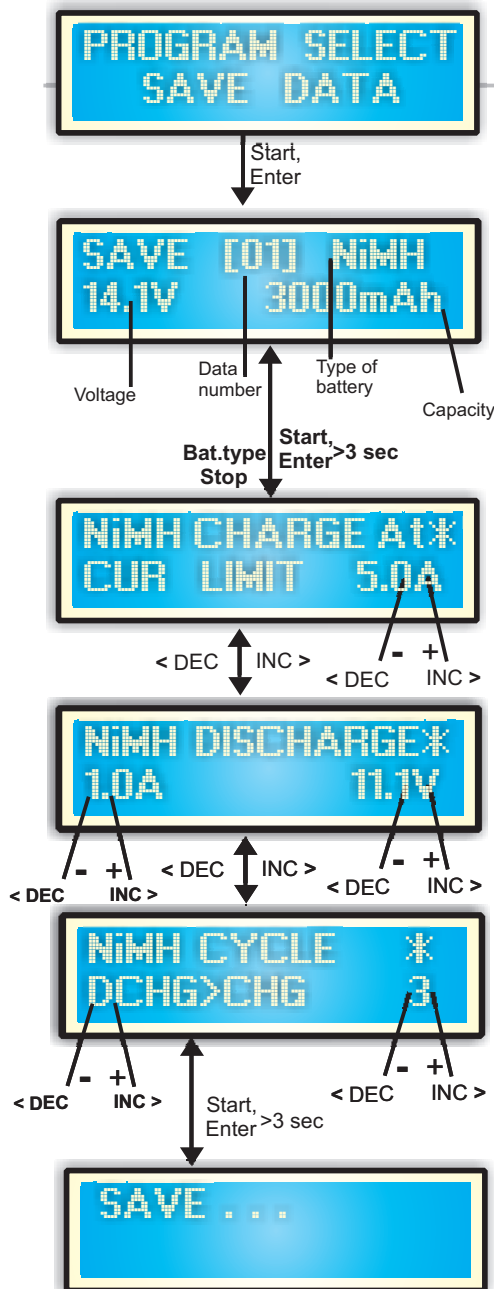 PROGRAM SELECT
SAVE DATA
Start,
Enter
SAVE [01] NiMH
14.1V 3000mAh
Voltage
Data
number
Type of
battery
Capacity
Bat.type
Stop
Start,
Enter >3 sec
NiMH CHARGE At*
CUR LIMIT 5.0A
< DEC INC >
- +
< DEC INC >
NiMH DISCHARGE*
1.0A 11.1V
- +
< DEC INC >
< DEC INC >
- +
< DEC INC >
NiMH CYCLE *
DCHG>CHG 3
- +
< DEC INC >
- +
< DEC INC >
Start,
Enter >3 sec
SAVE . . .